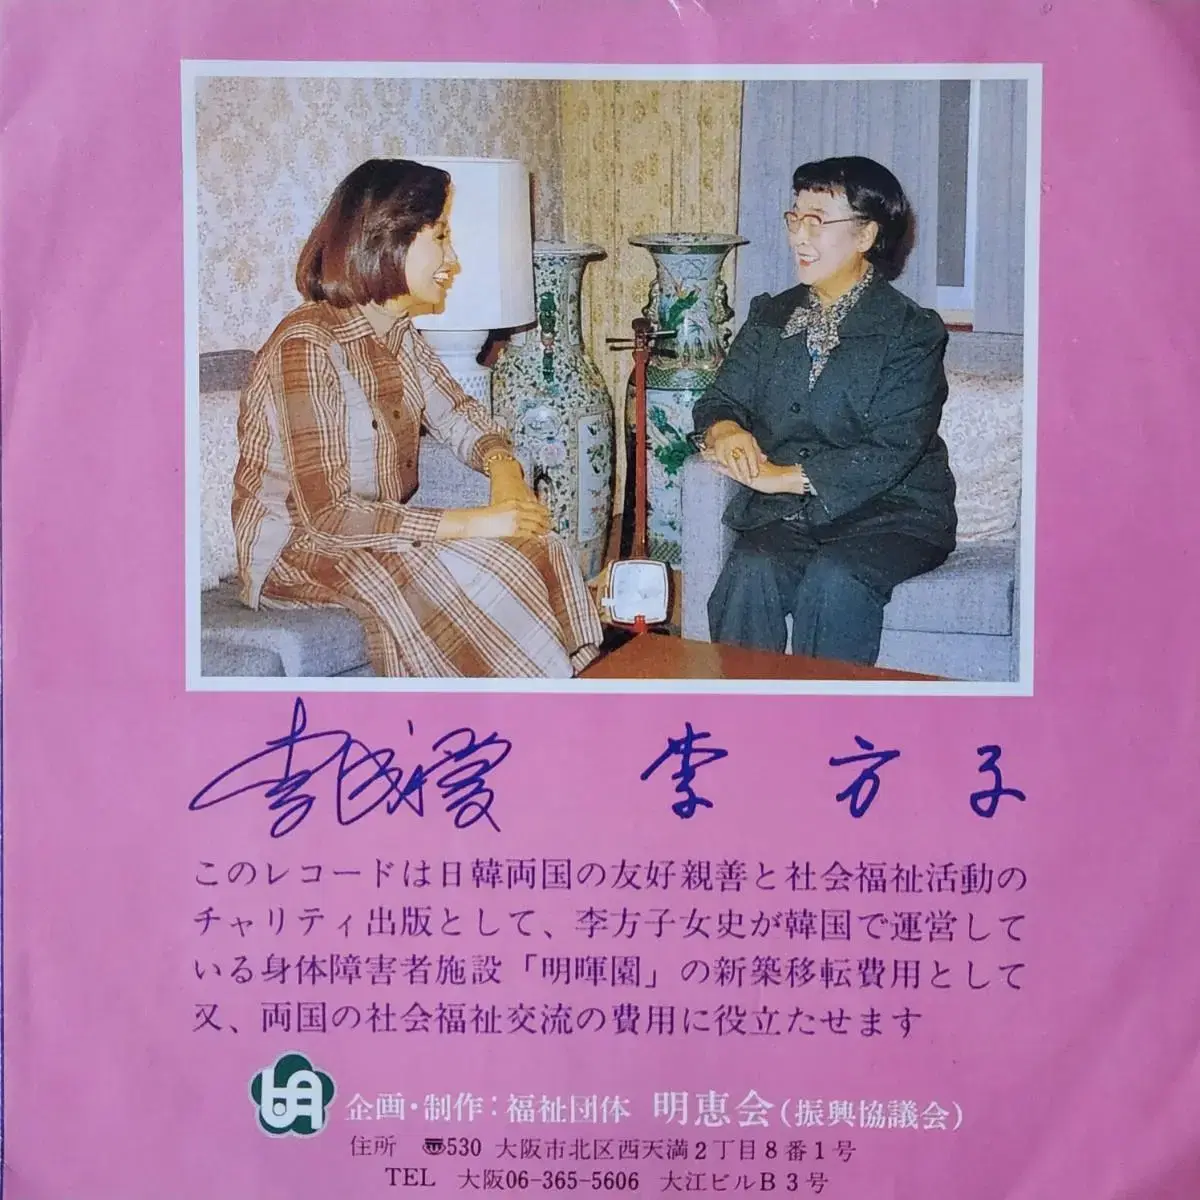 李成愛 李方子
このレコードは日韓両国の友好親善と社会福祉活動の
チャリティ出版として、李方子女史が韓国で運営して
いる身体障害者施設「明暉園」の新築移転費用として
又、両国の社会福祉交流の費用に役立たせます
企画・制作：福祉団体 明恵会（振興協議会）
住所 〠530 大阪市北区西天満2丁目8番1号
TEL 大阪06-365-5606 大江ビルB3号